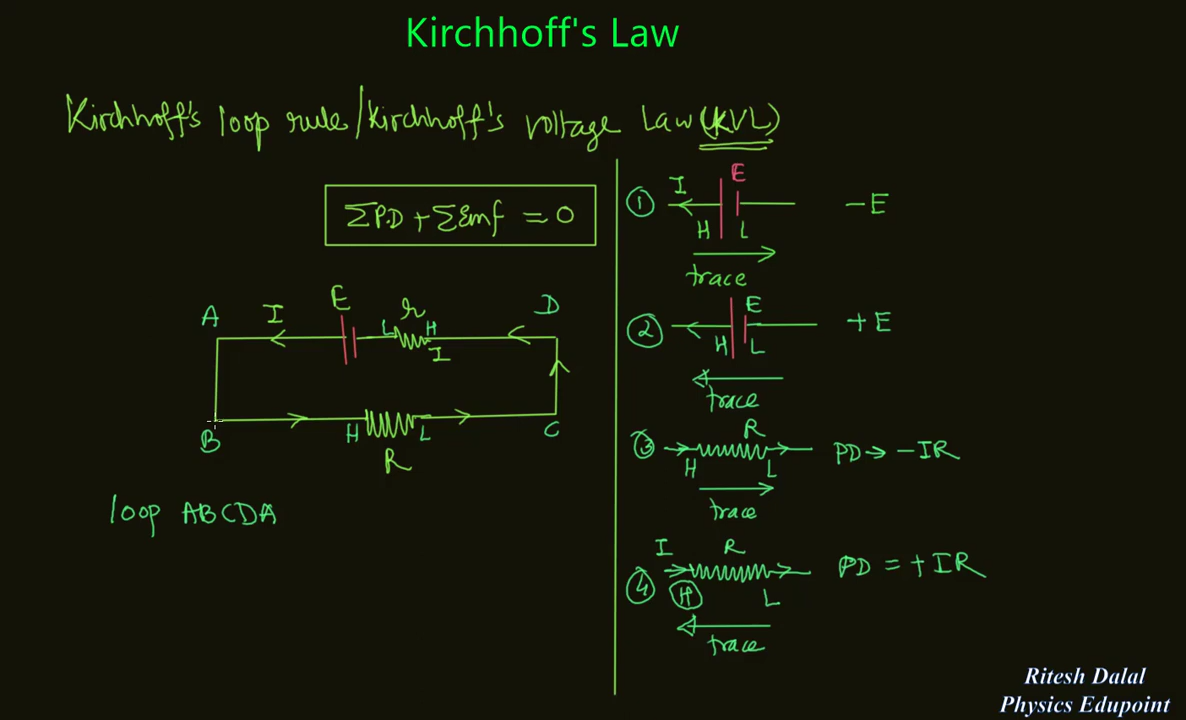 Kirchhoff's Law
Kirchhoff's loop rule/Kirchhoff's voltage Law (KVL)
ΣP.D + ΣEmf = 0
A I E r D
L H
I
B H L C
R
loop ABCDA
① I E -E
H L
trace
② E +E
H L
trace
③ R PD → -IR
H L
trace
④ I R PD = +IR
H L
trace
Ritesh Dalal
Physics Edupoint